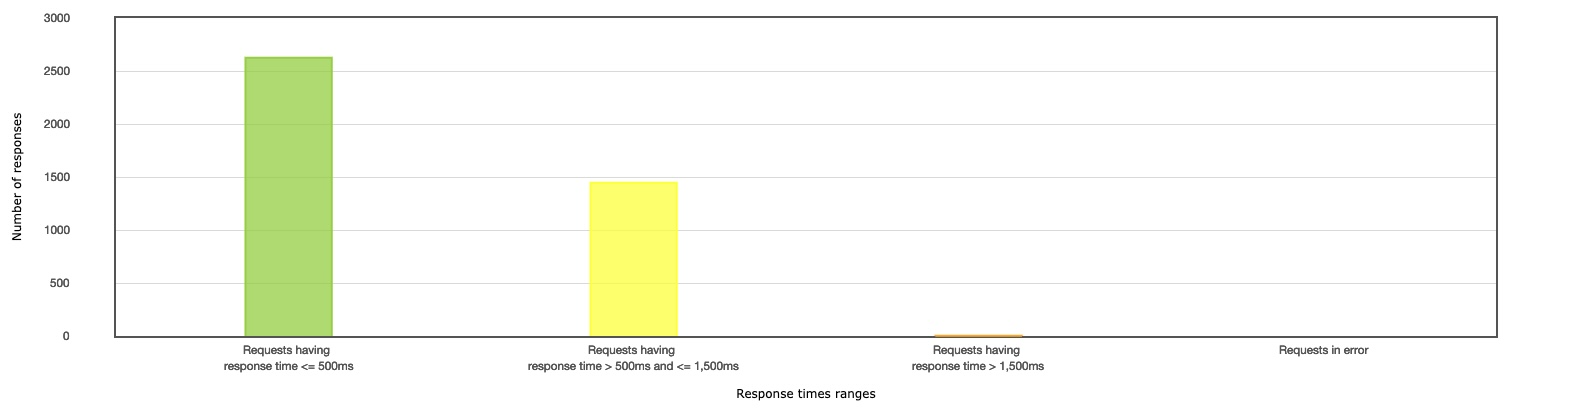 3000
2500
2000
1500
1000
500
0
Number of responses
Requests having
response time <= 500ms
Requests having
response time > 500ms and <= 1,500ms
Requests having
response time > 1,500ms
Requests in error
Response times ranges